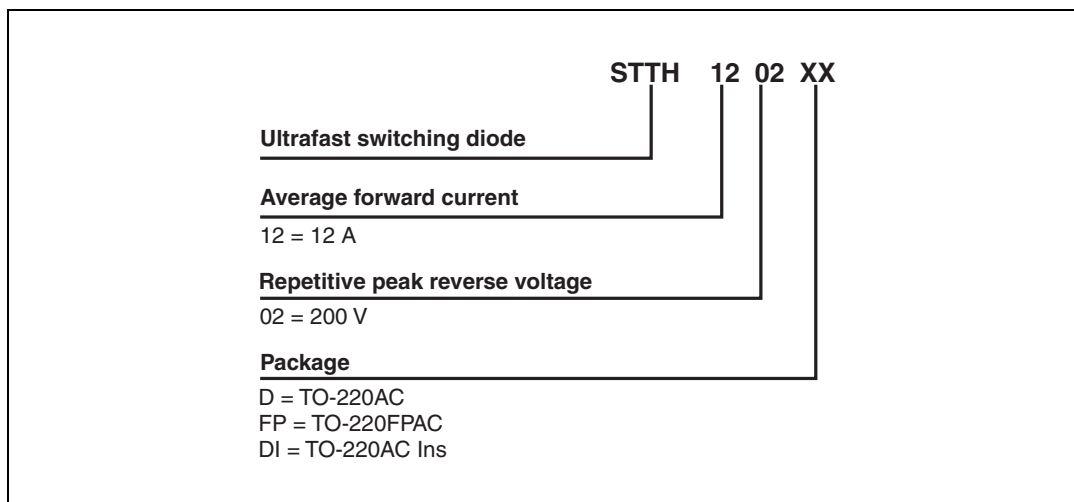 STTH 12 02 XX
Ultrafast switching diode
Average forward current
12 = 12 A
Repetitive peak reverse voltage
02 = 200 V
Package
D = TO-220AC
FP = TO-220FPAC
DI = TO-220AC Ins